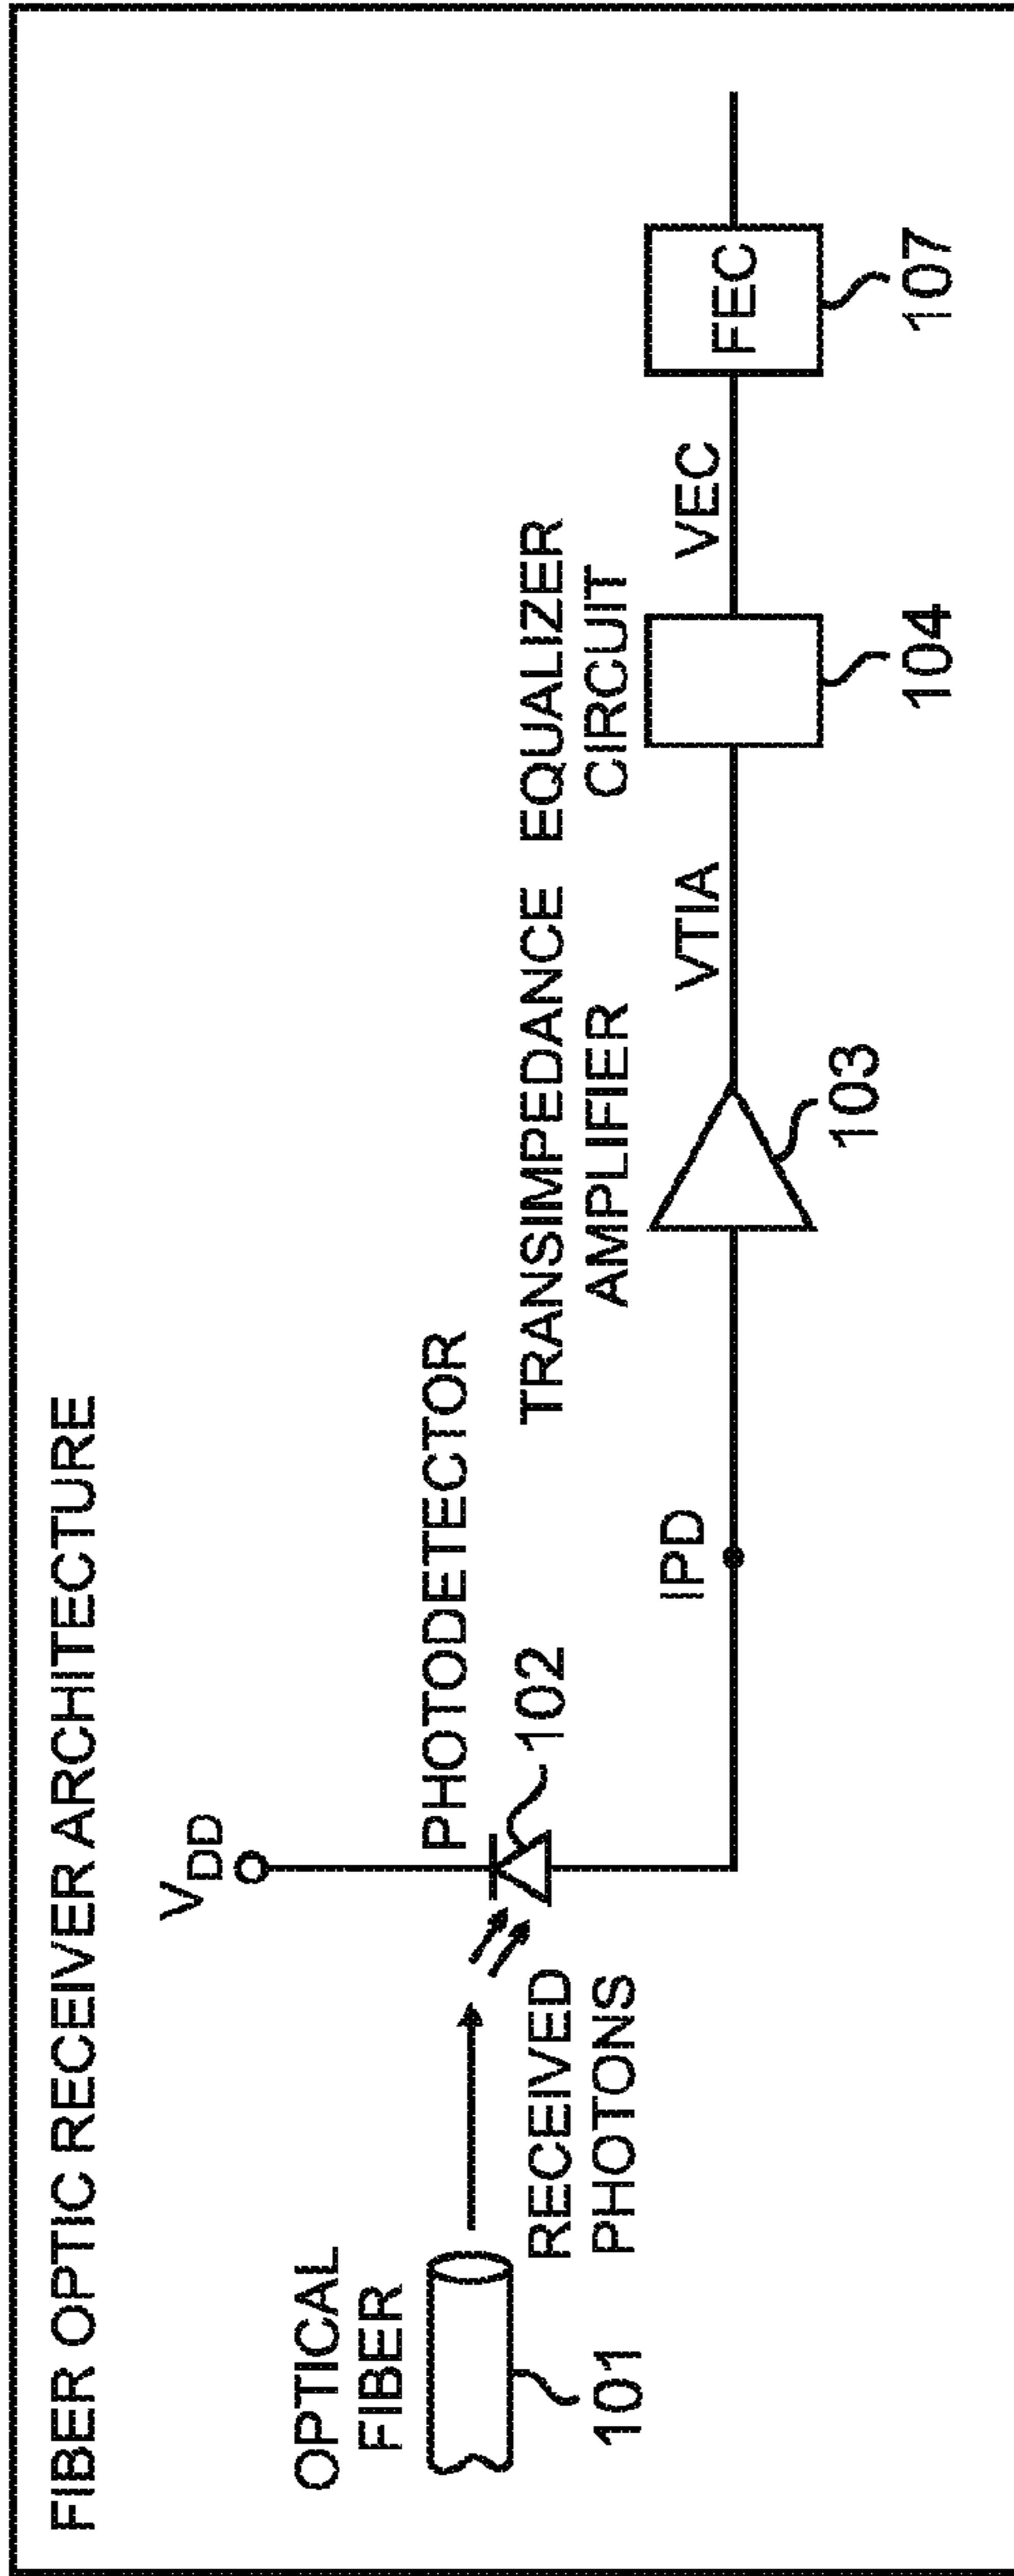 FIBER OPTIC RECEIVER ARCHITECTURE
VDD
OPTICAL
FIBER
101
RECEIVED
PHOTONS
PHOTODETECTOR
102
IPD
TRANSIMPEDANCE
AMPLIFIER
103
VTIA
EQUALIZER
CIRCUIT
104
VEC
FEC
107